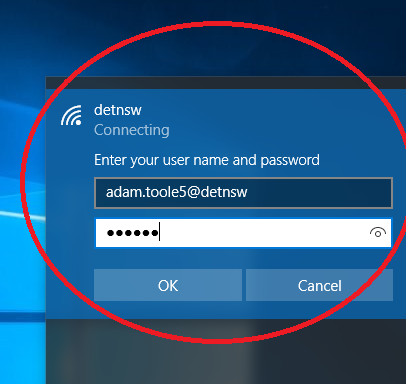 detnsw
Connecting
Enter your user name and password
adam.toole5@detnsw
●●●●●●
OK
Cancel